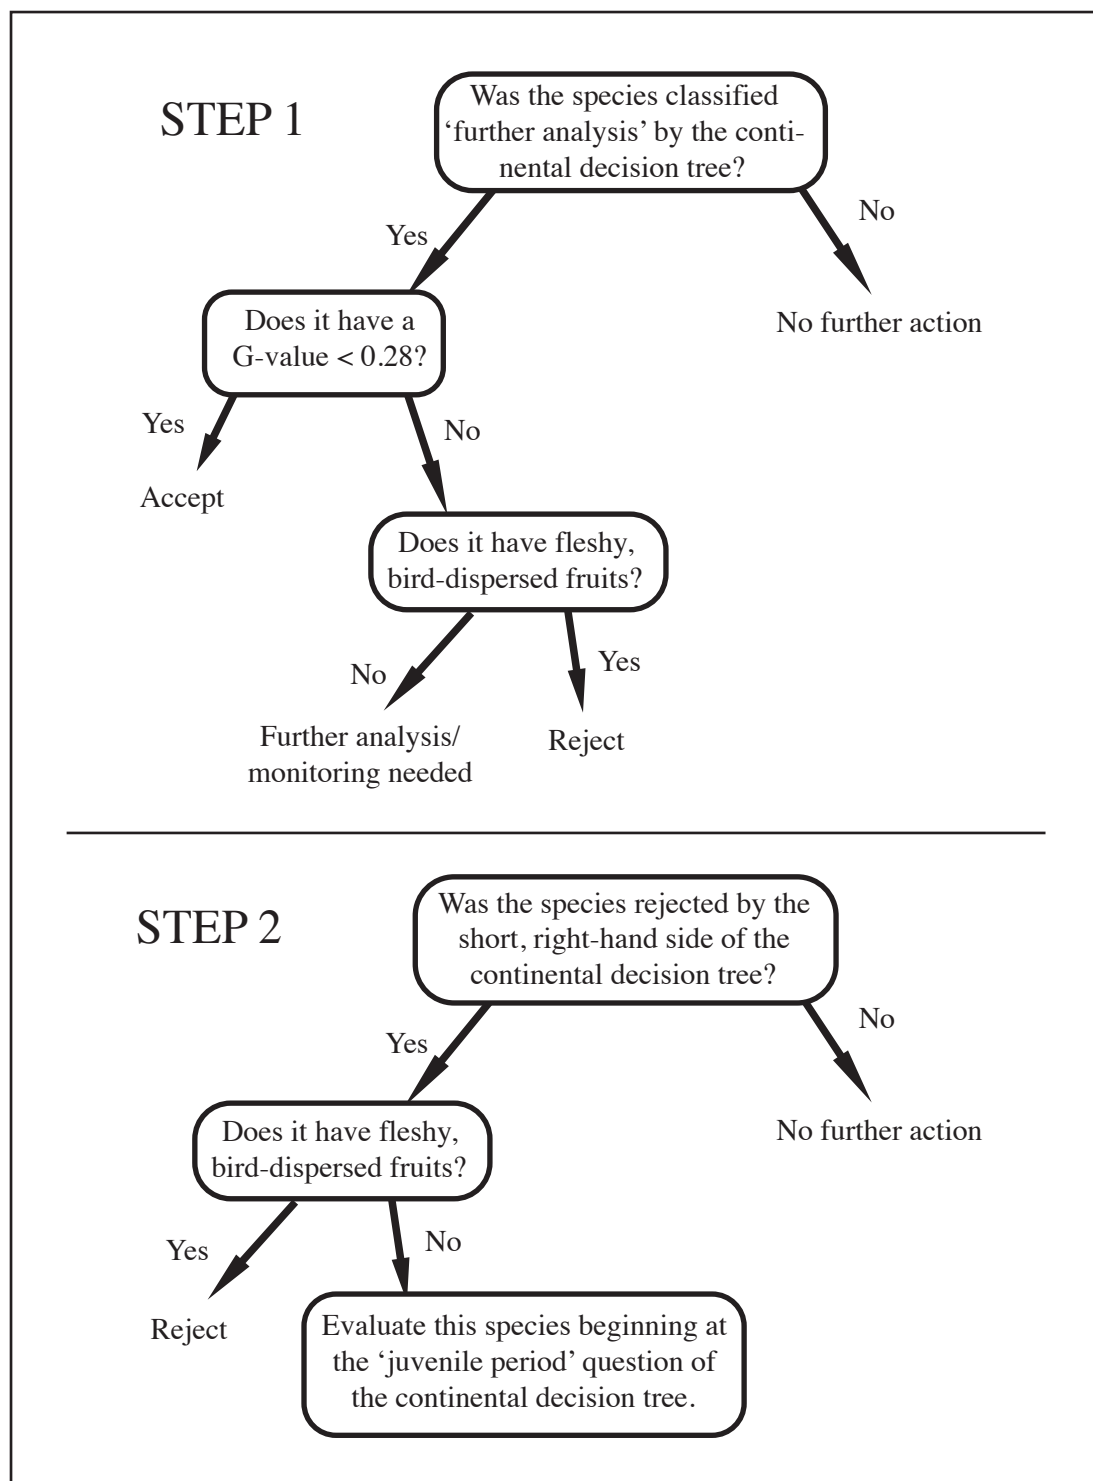 STEP 1
Was the species classified
‘further analysis’ by the conti-
nental decision tree?
Yes
No
Does it have a
G-value < 0.28?
No further action
Yes
No
Accept
Does it have fleshy,
bird-dispersed fruits?
No
Yes
Further analysis/
monitoring needed
Reject
STEP 2
Was the species rejected by the
short, right-hand side of the
continental decision tree?
Yes
No
Does it have fleshy,
bird-dispersed fruits?
No further action
Yes
No
Reject
Evaluate this species beginning at
the ‘juvenile period’ question of
the continental decision tree.